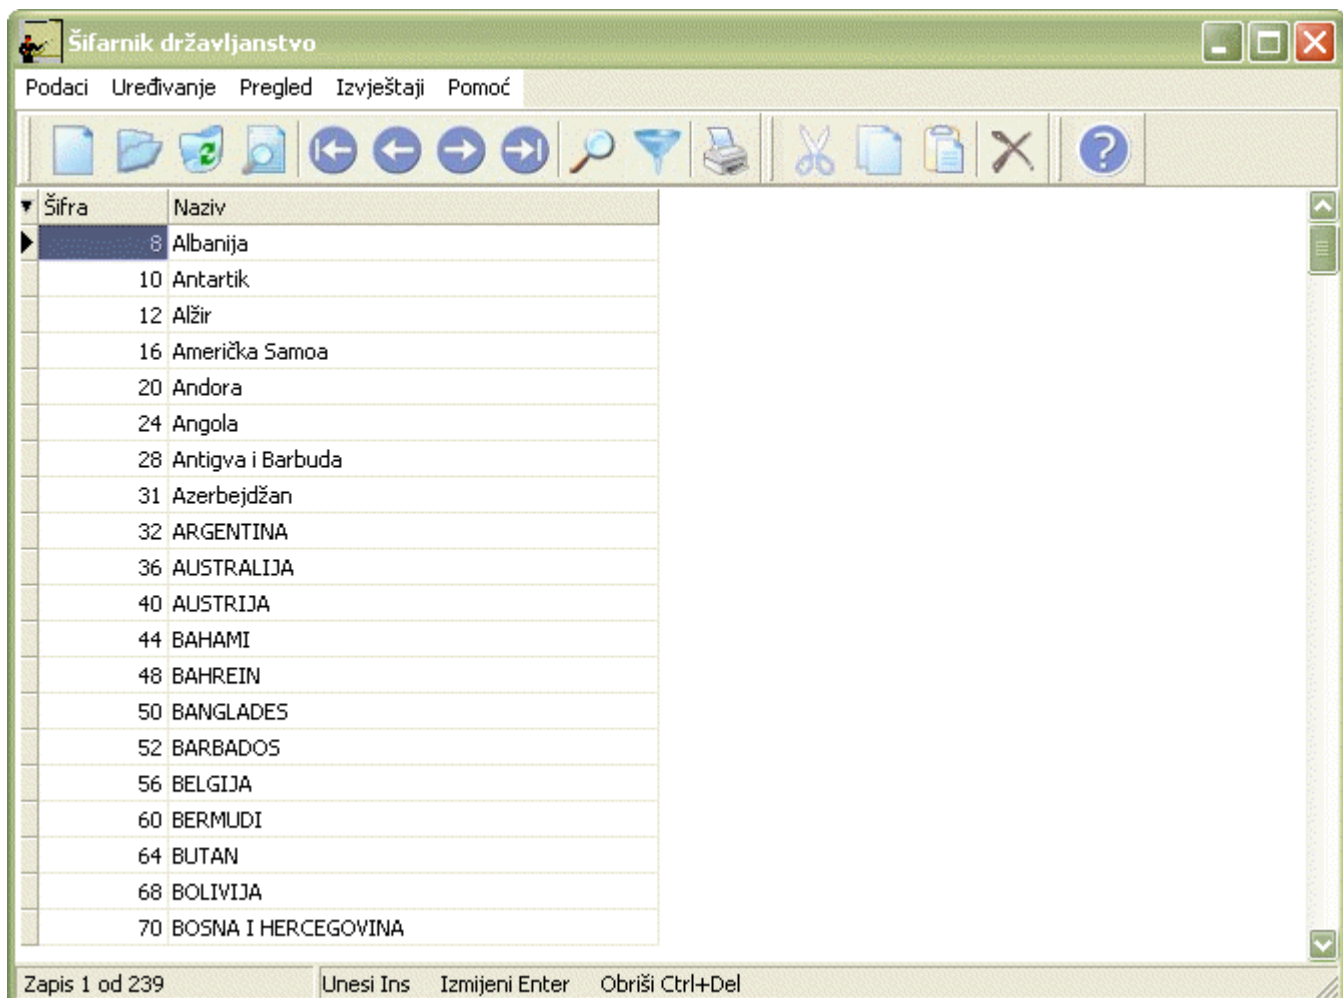 Šifarnik državljanstvo
Podaci Uređivanje Pregled Izvještaji Pomoć
Šifra Naziv
8 Albanija
10 Antartik
12 Alžir
16 Američka Samoa
20 Andora
24 Angola
28 Antigva i Barbuda
31 Azerbejdžan
32 ARGENTINA
36 AUSTRALIJA
40 AUSTRIJA
44 BAHAMI
48 BAHREIN
50 BANGLADES
52 BARBADOS
56 BELGIJA
60 BERMUDI
64 BUTAN
68 BOLIVIJA
70 BOSNA I HERCEGOVINA
Zapis 1 od 239 Unesi Ins Izmijeni Enter Obriši Ctrl+Del